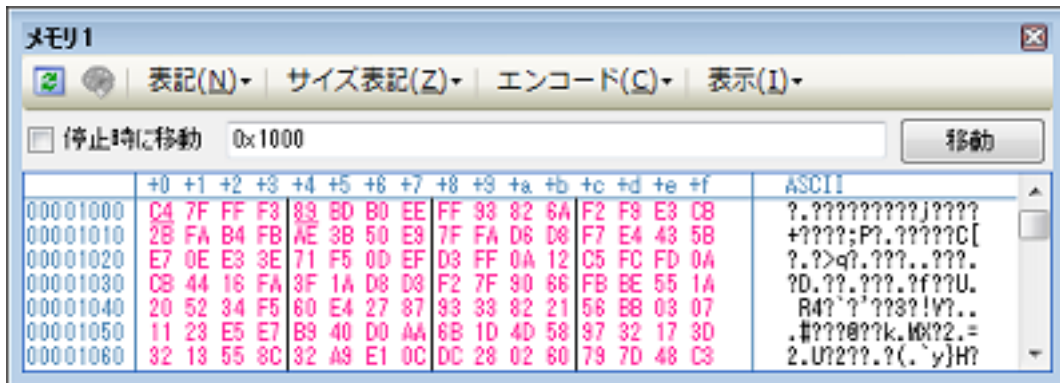 メモリ1
表記(N) サイズ表記(Z) エンコード(C) 表示(I)
停止時に移動 0x1000 移動
+0 +1 +2 +3 +4 +5 +6 +7 +8 +9 +a +b +c +d +e +f ASCII
00001000 C4 7F FF F3 89 BD B0 EE FF 93 82 6A F2 F9 E3 CB ?.?????????j????
00001010 2B FA B4 FB AE 3B 50 E9 7F FA D6 D8 F7 E4 43 5B +????;P?.?????C[
00001020 E7 0E E3 3E 71 F5 0D EF D3 FF 0A 12 C5 FC FD 0A ?.?>q?.???..???.
00001030 CB 44 16 FA 3F 1A D8 D3 F2 7F 90 66 FB BE 55 1A ?D.??.???.?f??U.
00001040 20 52 34 F5 60 E4 27 87 93 33 82 21 56 BB 03 07 R4?`?'??3?!V?..
00001050 11 23 E5 E7 B9 40 D0 AA 6B 1D 4D 58 97 32 17 3D .#???@??k.MX?2.=
00001060 32 13 55 8C 32 A9 E1 0C DC 28 02 60 79 7D 48 C3 2.U?2??.?(.`y}H?